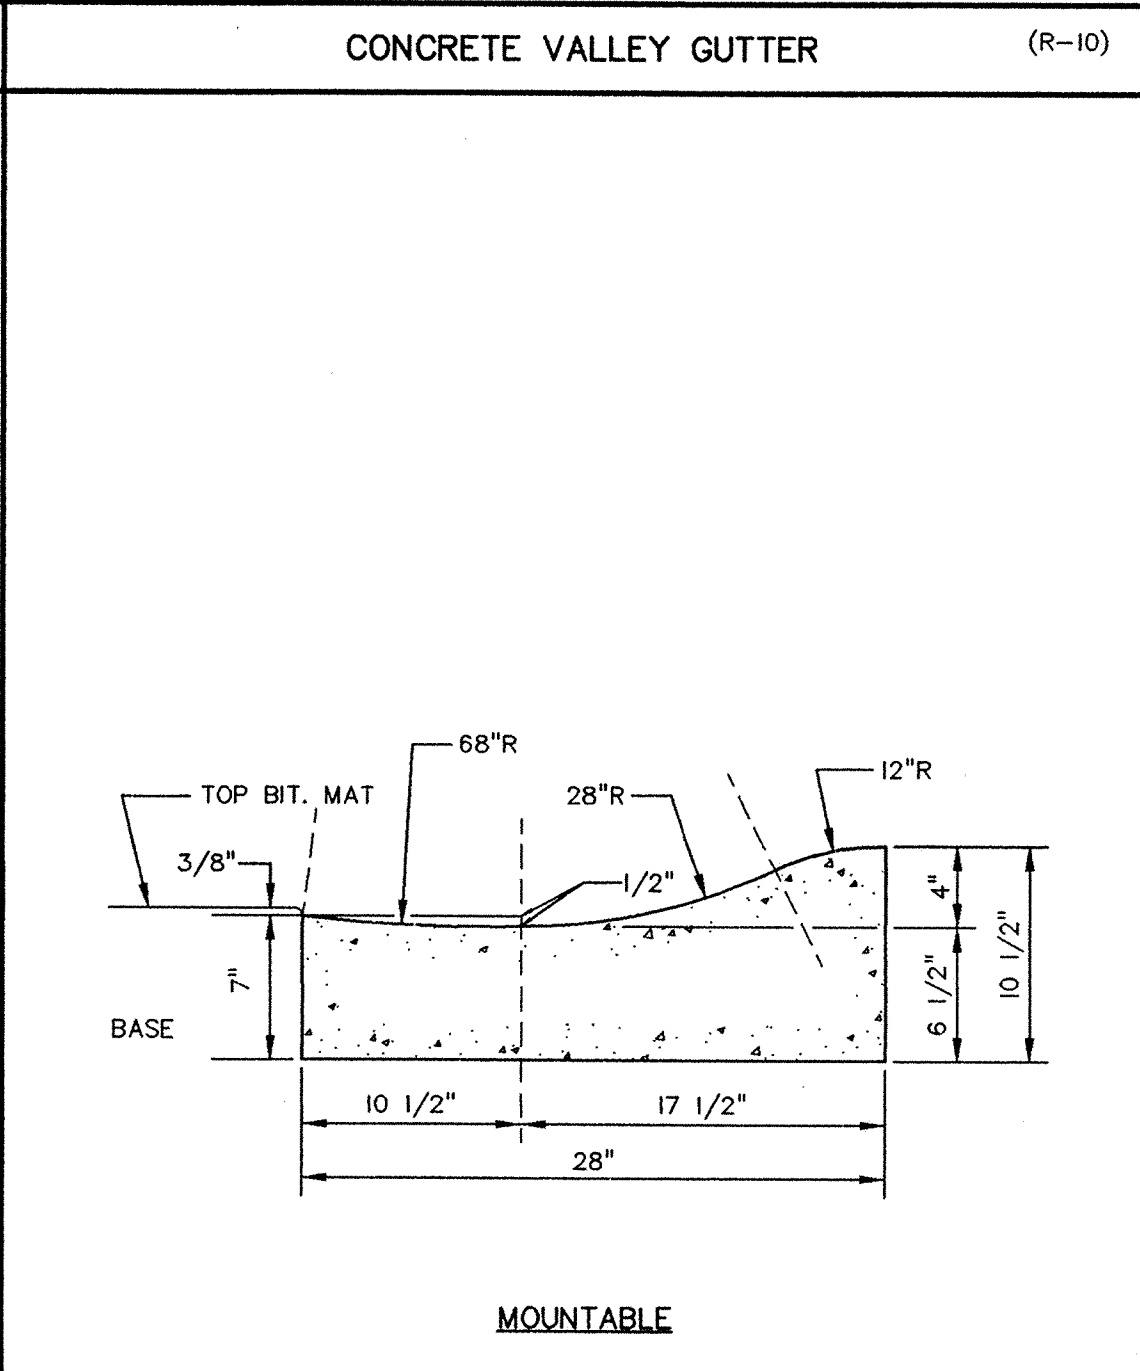 CONCRETE VALLEY GUTTER
(R-10)
68"R
12"R
TOP BIT. MAT
28"R
3/8"
1/2"
4"
7"
6 1/2"
10 1/2"
BASE
10 1/2"
17 1/2"
28"
MOUNTABLE